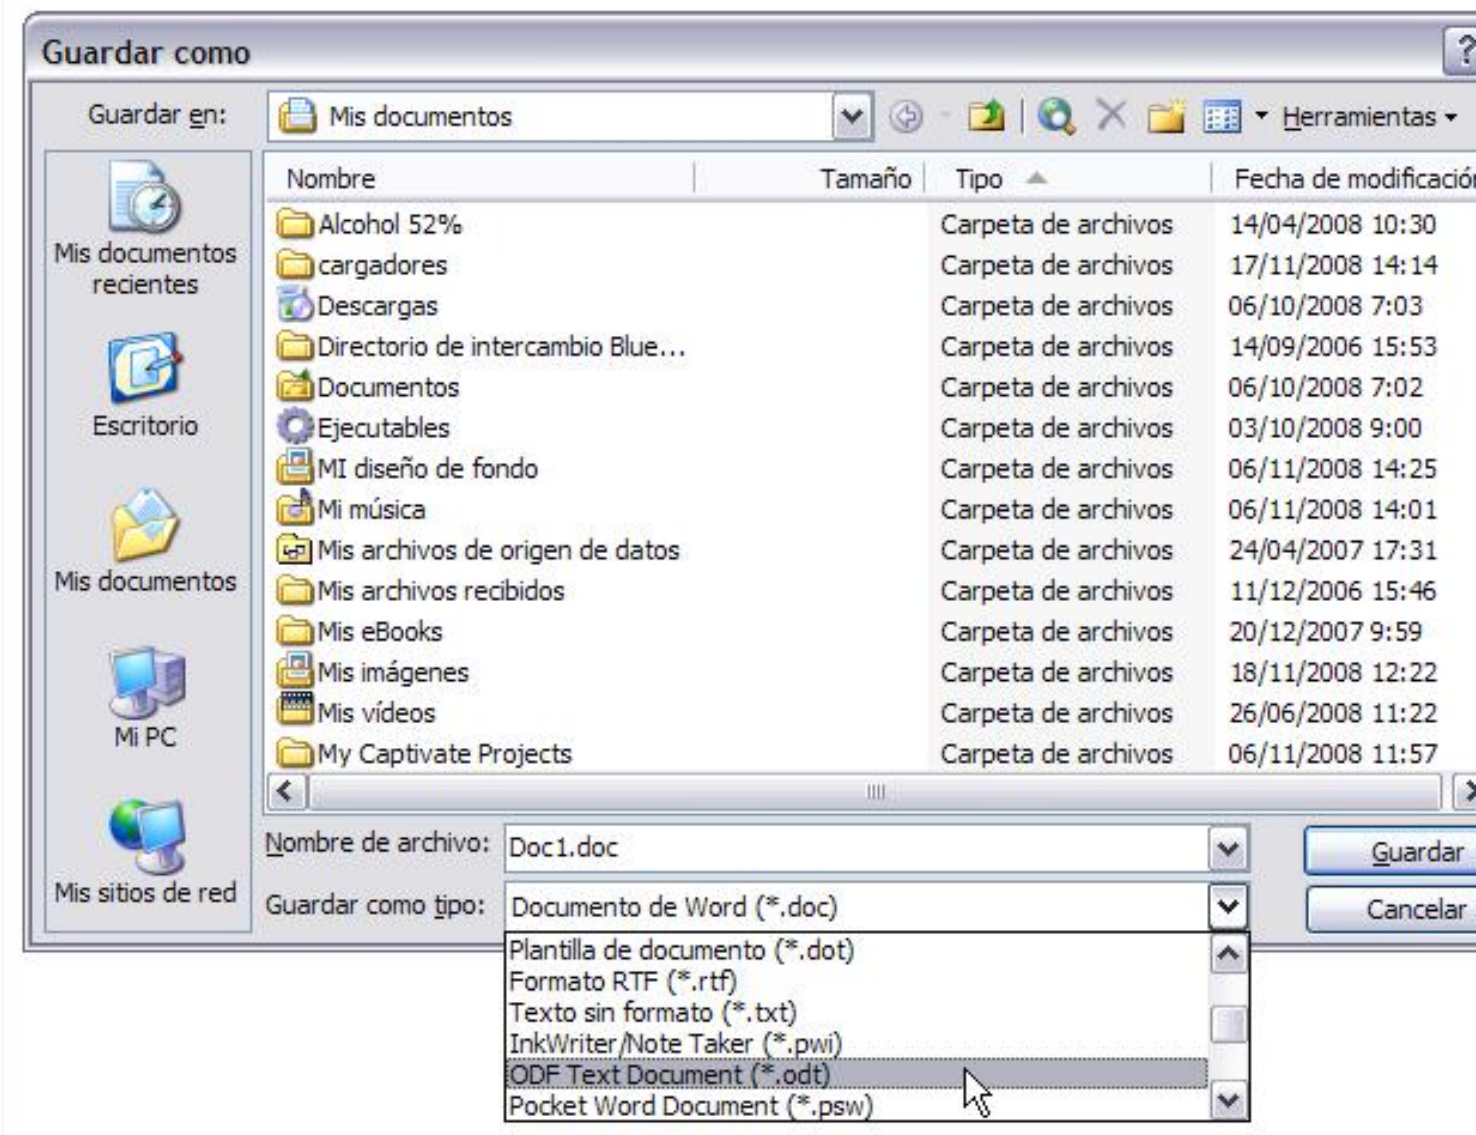 Guardar como
?
Guardar en: Mis documentos Herramientas
Nombre Tamaño Tipo Fecha de modificación
Alcohol 52% Carpeta de archivos 14/04/2008 10:30
cargadores Carpeta de archivos 17/11/2008 14:14
Descargas Carpeta de archivos 06/10/2008 7:03
Directorio de intercambio Blue... Carpeta de archivos 14/09/2006 15:53
Documentos Carpeta de archivos 06/10/2008 7:02
Ejecutables Carpeta de archivos 03/10/2008 9:00
MI diseño de fondo Carpeta de archivos 06/11/2008 14:25
Mi música Carpeta de archivos 06/11/2008 14:01
Mis archivos de origen de datos Carpeta de archivos 24/04/2007 17:31
Mis archivos recibidos Carpeta de archivos 11/12/2006 15:46
Mis eBooks Carpeta de archivos 20/12/2007 9:59
Mis imágenes Carpeta de archivos 18/11/2008 12:22
Mis vídeos Carpeta de archivos 26/06/2008 11:22
My Captivate Projects Carpeta de archivos 06/11/2008 11:57
Mis documentos
recientes
Escritorio
Mis documentos
Mi PC
Mis sitios de red
Nombre de archivo: Doc1.doc Guardar
Guardar como tipo: Documento de Word (*.doc) Cancelar
Plantilla de documento (*.dot)
Formato RTF (*.rtf)
Texto sin formato (*.txt)
InkWriter/Note Taker (*.pwi)
ODF Text Document (*.odt)
Pocket Word Document (*.psw)